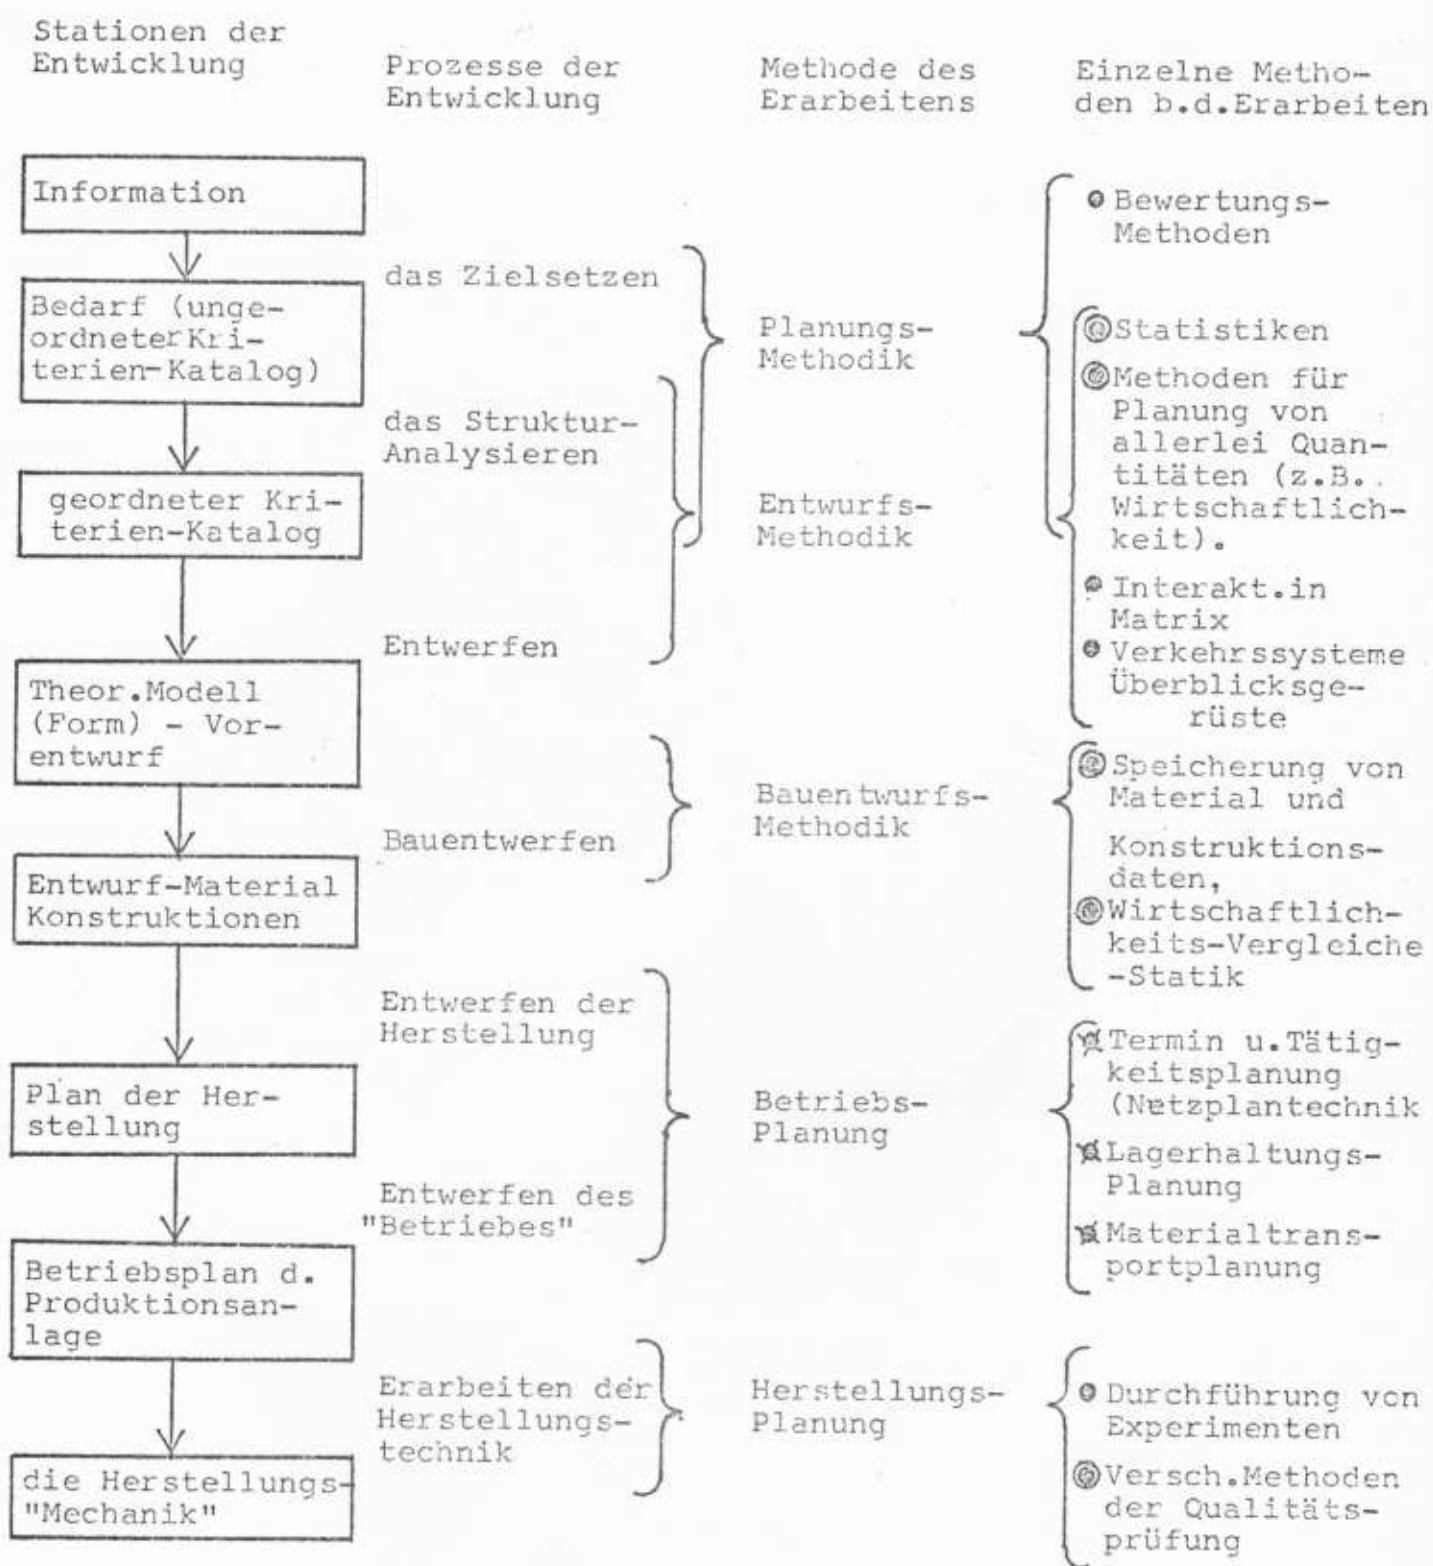 Stationen der
Entwicklung
Prozesse der
Entwicklung
Methode des
Erarbeitens
Einzelne Metho-
den b.d.Erarbeiten
Information
Bedarf (unge-
ordneter Kri-
terien-Katalog)
geordneter Kri-
terien-Katalog
Theor.Modell
(Form) - Vor-
entwurf
Entwurf-Material
Konstruktionen
Plan der Her-
stellung
Betriebsplan d.
Produktionsan-
lage
die Herstellungs-
"Mechanik"
das Zielsetzen
das Struktur-
Analysieren
Entwerfen
Bauentwerfen
Entwerfen der
Herstellung
Entwerfen des
"Betriebes"
Erarbeiten der
Herstellungs-
technik
Planungs-
Methodik
Entwurfs-
Methodik
Bauentwurfs-
Methodik
Betriebs-
Planung
Herstellungs-
Planung
Bewertungs-
Methoden
Statistiken
Methoden für
Planung von
allerlei Quan-
titäten (z.B.
Wirtschaftlich-
keit).
Interakt.in
Matrix
Verkehrssysteme
Überblicksge-
rüste
Speicherung von
Material und
Konstruktions-
daten,
Wirtschaftlich-
keits-Vergleiche
-Statik
Termin u.Tätig-
keitsplanung
(Netzplantechnik
Lagerhaltungs-
Planung
Materialtrans-
portplanung
Durchführung von
Experimenten
Versch.Methoden
der Qualitäts-
prüfung